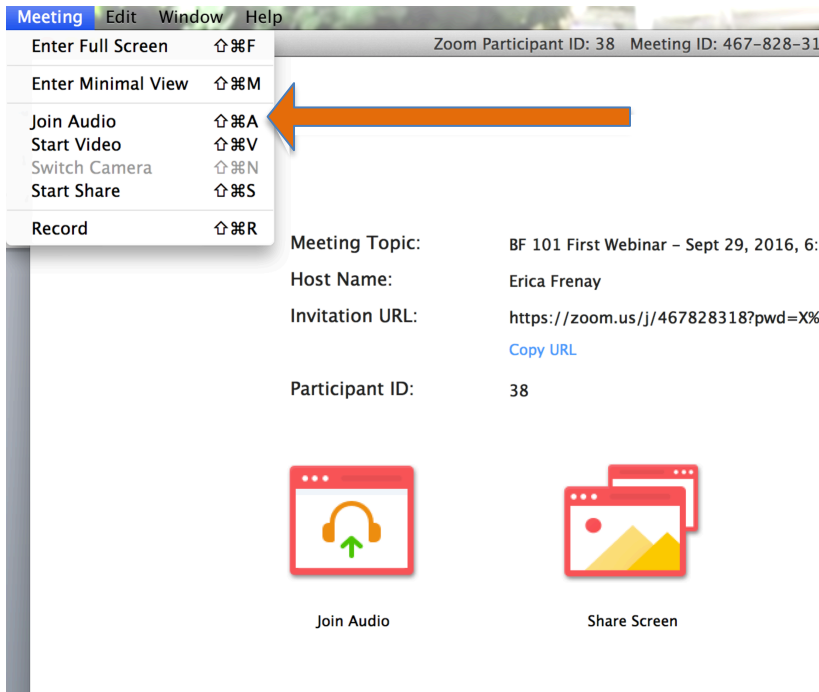 Meeting Edit Window Help
Enter Full Screen ⇧⌘F
Zoom Participant ID: 38 Meeting ID: 467-828-31
Enter Minimal View ⇧⌘M
Join Audio ⇧⌘A
Start Video ⇧⌘V
Switch Camera ⇧⌘N
Start Share ⇧⌘S
Record ⇧⌘R
Meeting Topic: BF 101 First Webinar – Sept 29, 2016, 6:
Host Name: Erica Frenay
Invitation URL: https://zoom.us/j/467828318?pwd=X%
Copy URL
Participant ID: 38
Join Audio Share Screen